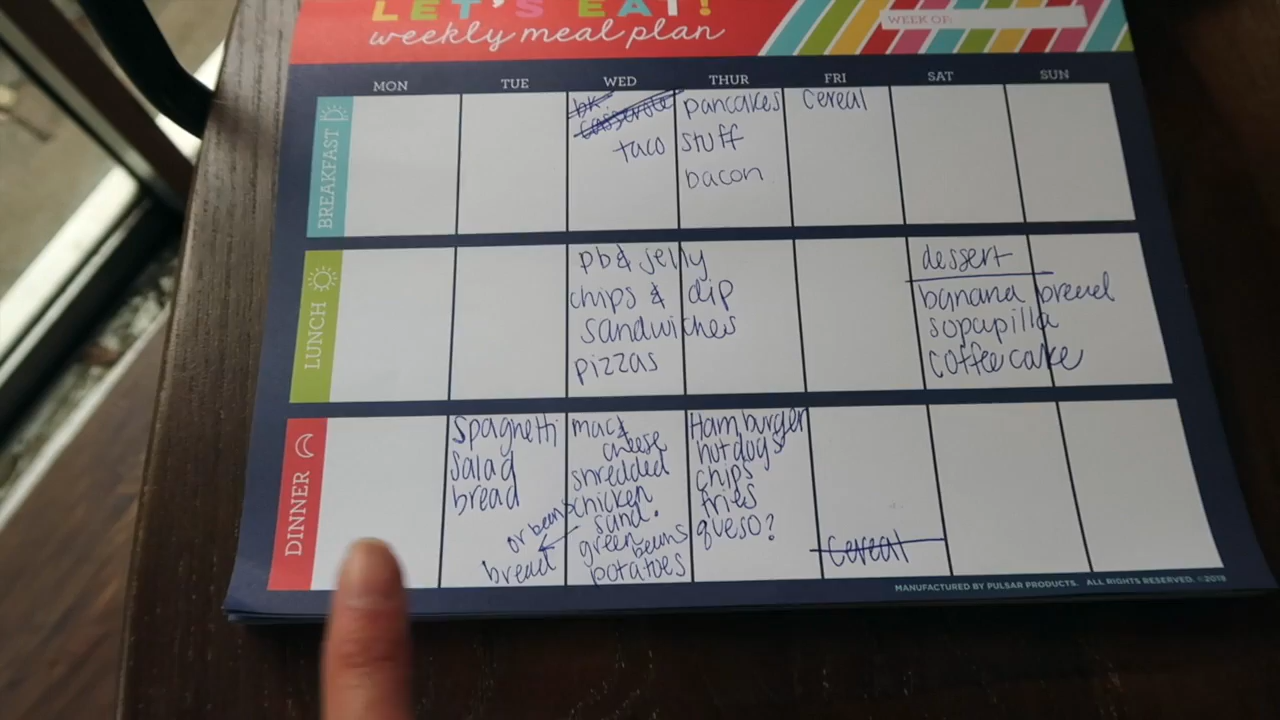 LET'S EAT!
weekly meal plan
WEEK OF:
MON TUE WED THUR FRI SAT SUN
BREAKFAST
bk
casserole
taco
pancakes
stuff
bacon
cereal
LUNCH
pb & jelly
chips & dip
sandwiches
pizzas
dessert
banana
sopapilla
coffee cake
DINNER
Spaghetti
salad
bread
or beans
bread
mac &
cheese
shredded
chicken
sand.
green
beans
potatoes
Hamburger
hotdogs
chips
fries
queso?
cereal
MANUFACTURED BY PULSAR PRODUCTS. ALL RIGHTS RESERVED. ©2019